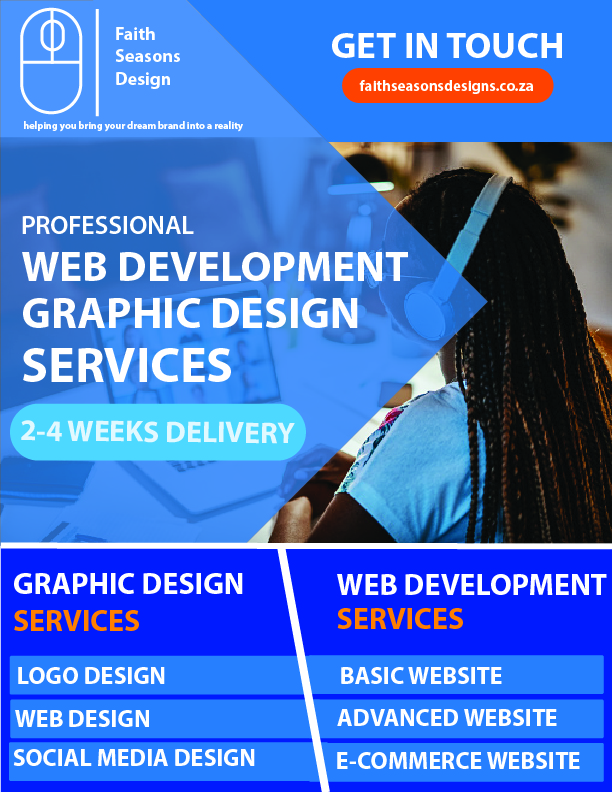 Faith
Seasons
Design
helping you bring your dream brand into a reality
GET IN TOUCH
faithseasonsdesigns.co.za
PROFESSIONAL
WEB DEVELOPMENT
GRAPHIC DESIGN
SERVICES
2-4 WEEKS DELIVERY
GRAPHIC DESIGN
SERVICES
LOGO DESIGN
WEB DESIGN
SOCIAL MEDIA DESIGN
WEB DEVELOPMENT
SERVICES
BASIC WEBSITE
ADVANCED WEBSITE
E-COMMERCE WEBSITE